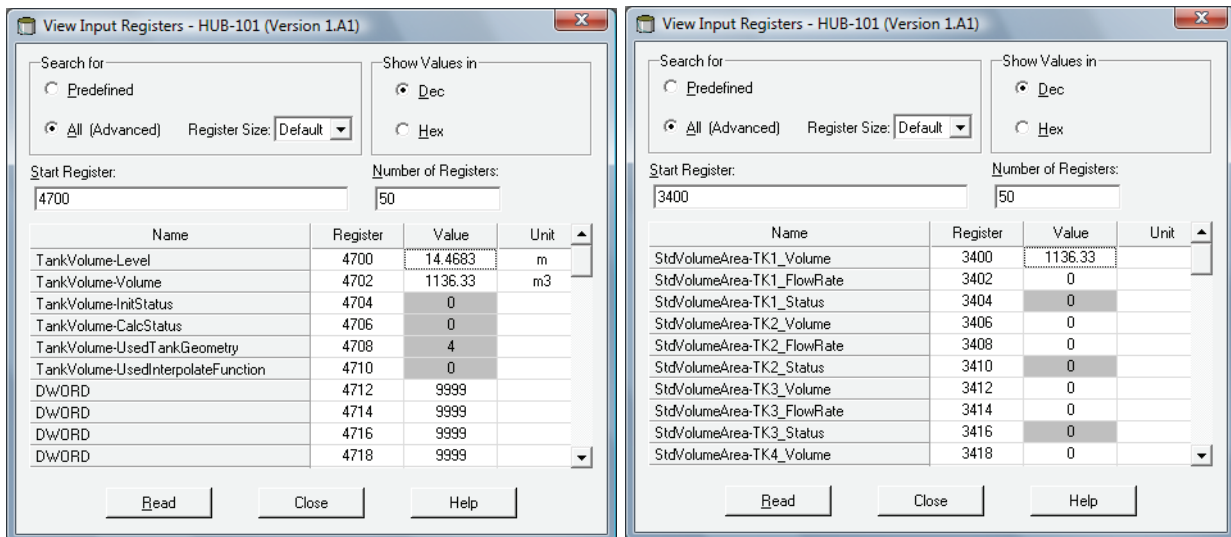 View Input Registers - HUB-101 (Version 1.A1)
Search for
Show Values in
Predefined
Dec
All (Advanced) Register Size: Default
Hex
Start Register:
Number of Registers:
4700
50
Name Register Value Unit
TankVolume-Level 4700 14.4683 m
TankVolume-Volume 4702 1136.33 m3
TankVolume-InitStatus 4704 0
TankVolume-CalcStatus 4706 0
TankVolume-UsedTankGeometry 4708 4
TankVolume-UsedInterpolateFunction 4710 0
DWORD 4712 9999
DWORD 4714 9999
DWORD 4716 9999
DWORD 4718 9999
Read Close Help
View Input Registers - HUB-101 (Version 1.A1)
Search for
Show Values in
Predefined
Dec
All (Advanced) Register Size: Default
Hex
Start Register:
Number of Registers:
3400
50
Name Register Value Unit
StdVolumeArea-TK1_Volume 3400 1136.33
StdVolumeArea-TK1_FlowRate 3402 0
StdVolumeArea-TK1_Status 3404 0
StdVolumeArea-TK2_Volume 3406 0
StdVolumeArea-TK2_FlowRate 3408 0
StdVolumeArea-TK2_Status 3410 0
StdVolumeArea-TK3_Volume 3412 0
StdVolumeArea-TK3_FlowRate 3414 0
StdVolumeArea-TK3_Status 3416 0
StdVolumeArea-TK4_Volume 3418 0
Read Close Help